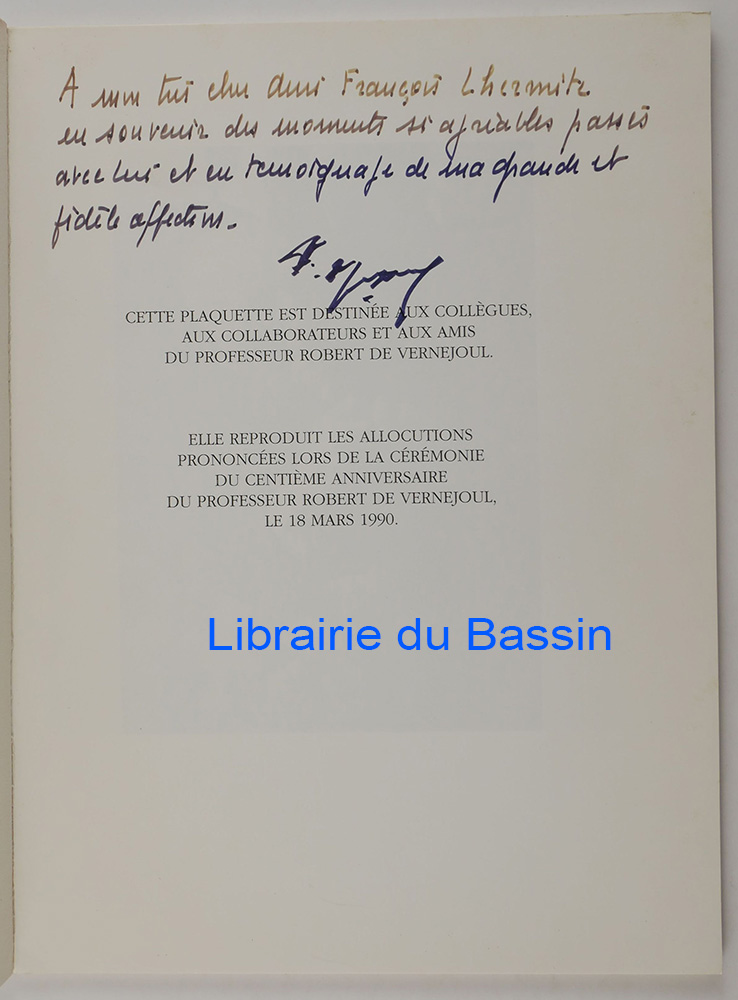 A mon très cher ami François Lhermitte
en souvenir des moments si agréables passés
avec lui et en témoignage de ma grande et
fidèle affection.
CETTE PLAQUETTE EST DESTINÉE AUX COLLÈGUES,
AUX COLLABORATEURS ET AUX AMIS
DU PROFESSEUR ROBERT DE VERNEJOUL.
ELLE REPRODUIT LES ALLOCUTIONS
PRONONCÉES LORS DE LA CÉRÉMONIE
DU CENTIÈME ANNIVERSAIRE
DU PROFESSEUR ROBERT DE VERNEJOUL,
LE 18 MARS 1990.
Librairie du Bassin